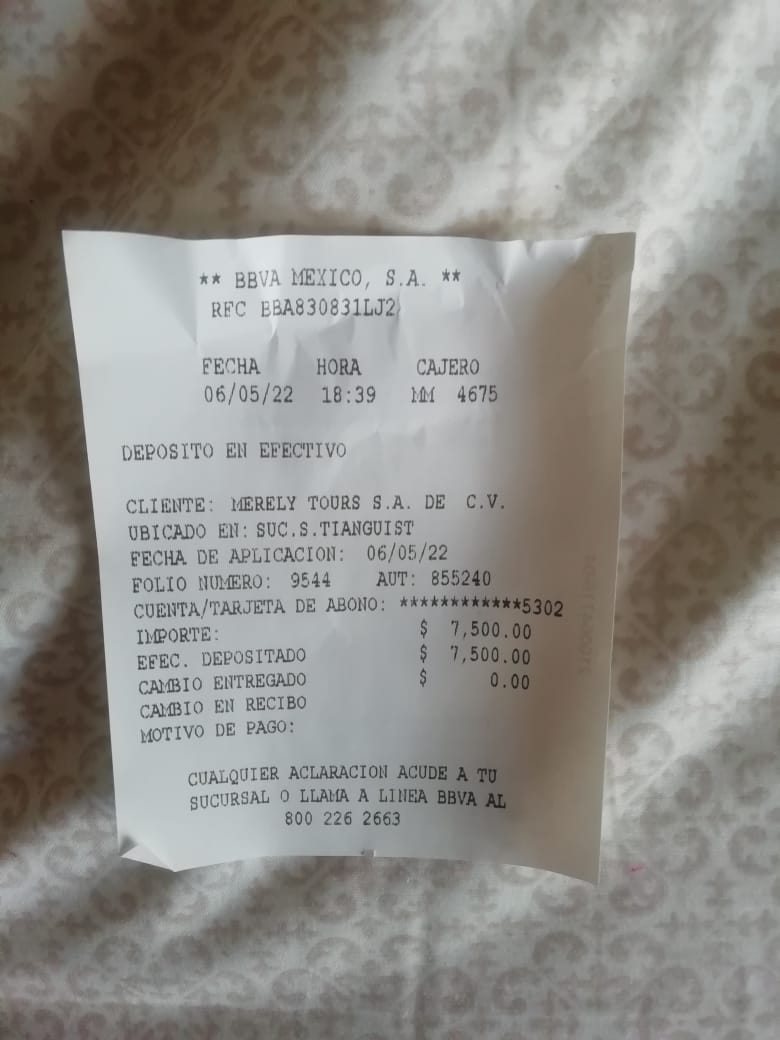 ** BBVA MEXICO, S.A. **
RFC BBA830831LJ2
FECHA HORA CAJERO
06/05/22 18:39 MM 4675
DEPOSITO EN EFECTIVO
CLIENTE: MERELY TOURS S.A. DE C.V.
UBICADO EN: SUC.S.TIANGUIST
FECHA DE APLICACION: 06/05/22
FOLIO NUMERO: 9544 AUT: 855240
CUENTA/TARJETA DE ABONO: ************5302
IMPORTE: $ 7,500.00
EFEC. DEPOSITADO $ 7,500.00
CAMBIO ENTREGADO $ 0.00
CAMBIO EN RECIBO
MOTIVO DE PAGO:
CUALQUIER ACLARACION ACUDE A TU
SUCURSAL O LLAMA A LINEA BBVA AL
800 226 2663